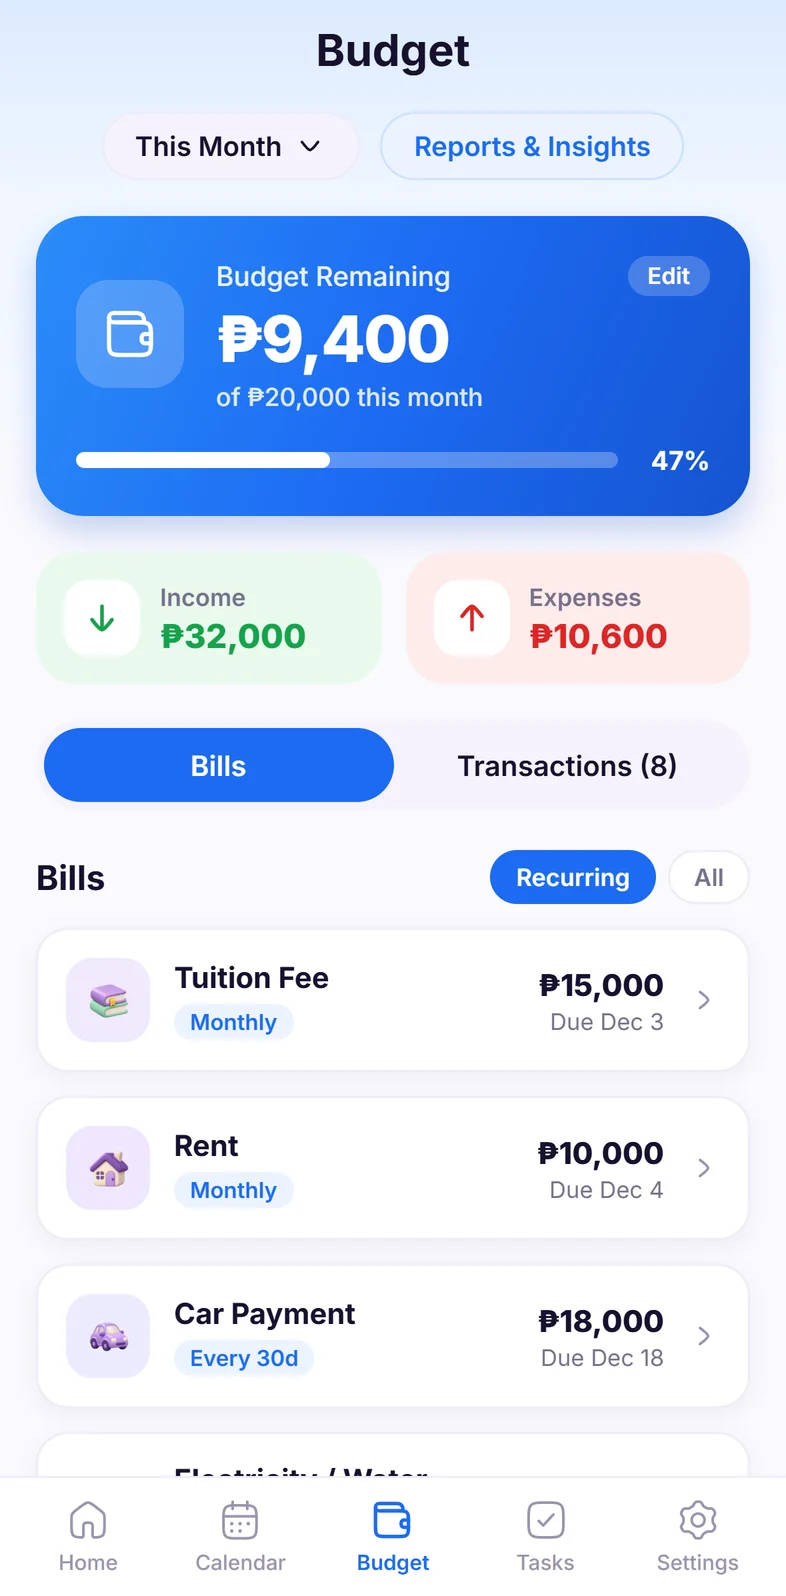 Budget
This Month
Reports & Insights
Budget Remaining
Edit
₱9,400
of ₱20,000 this month
47%
Income
₱32,000
Expenses
₱10,600
Bills
Transactions (8)
Bills
Recurring
All
Tuition Fee
Monthly
₱15,000
Due Dec 3
Rent
Monthly
₱10,000
Due Dec 4
Car Payment
Every 30d
₱18,000
Due Dec 18
Electricity / Water
Home
Calendar
Budget
Tasks
Settings